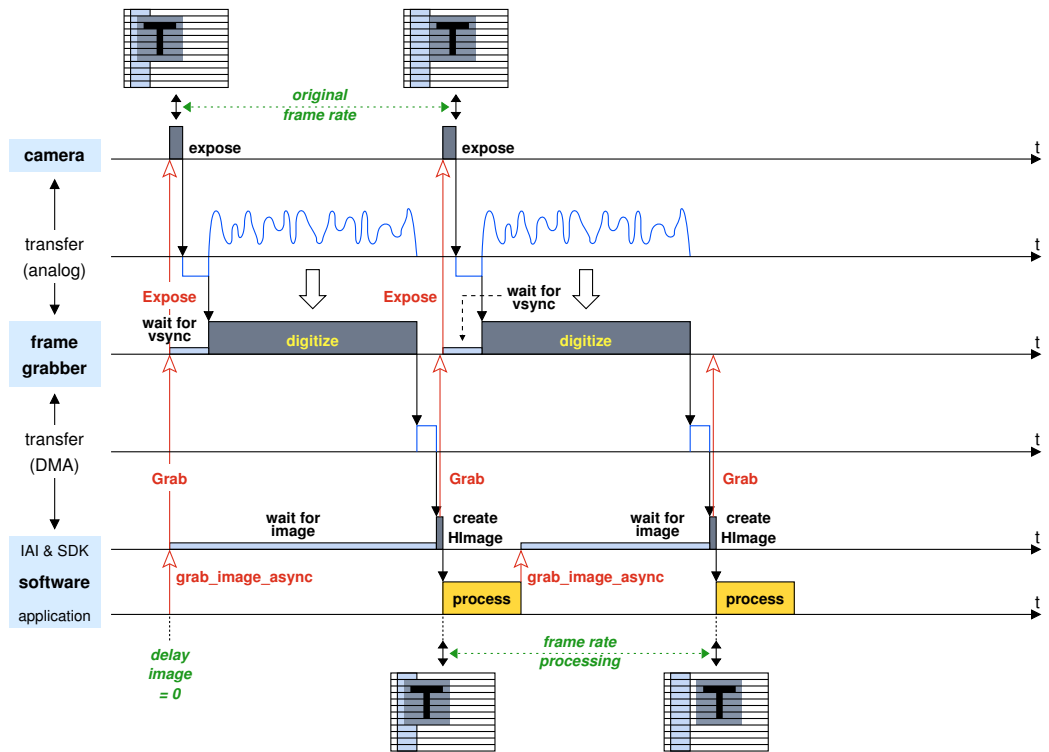 T
T
original
frame rate
camera
expose
expose
t
transfer
(analog)
t
Expose
Expose
wait for
vsync
wait for
vsync
frame
grabber
digitize
digitize
t
transfer
(DMA)
t
Grab
Grab
Grab
wait for
image
create
HImage
wait for
image
create
HImage
IAI & SDK
t
software
grab_image_async
grab_image_async
application
process
process
t
delay
image
= 0
frame rate
processing
T
T